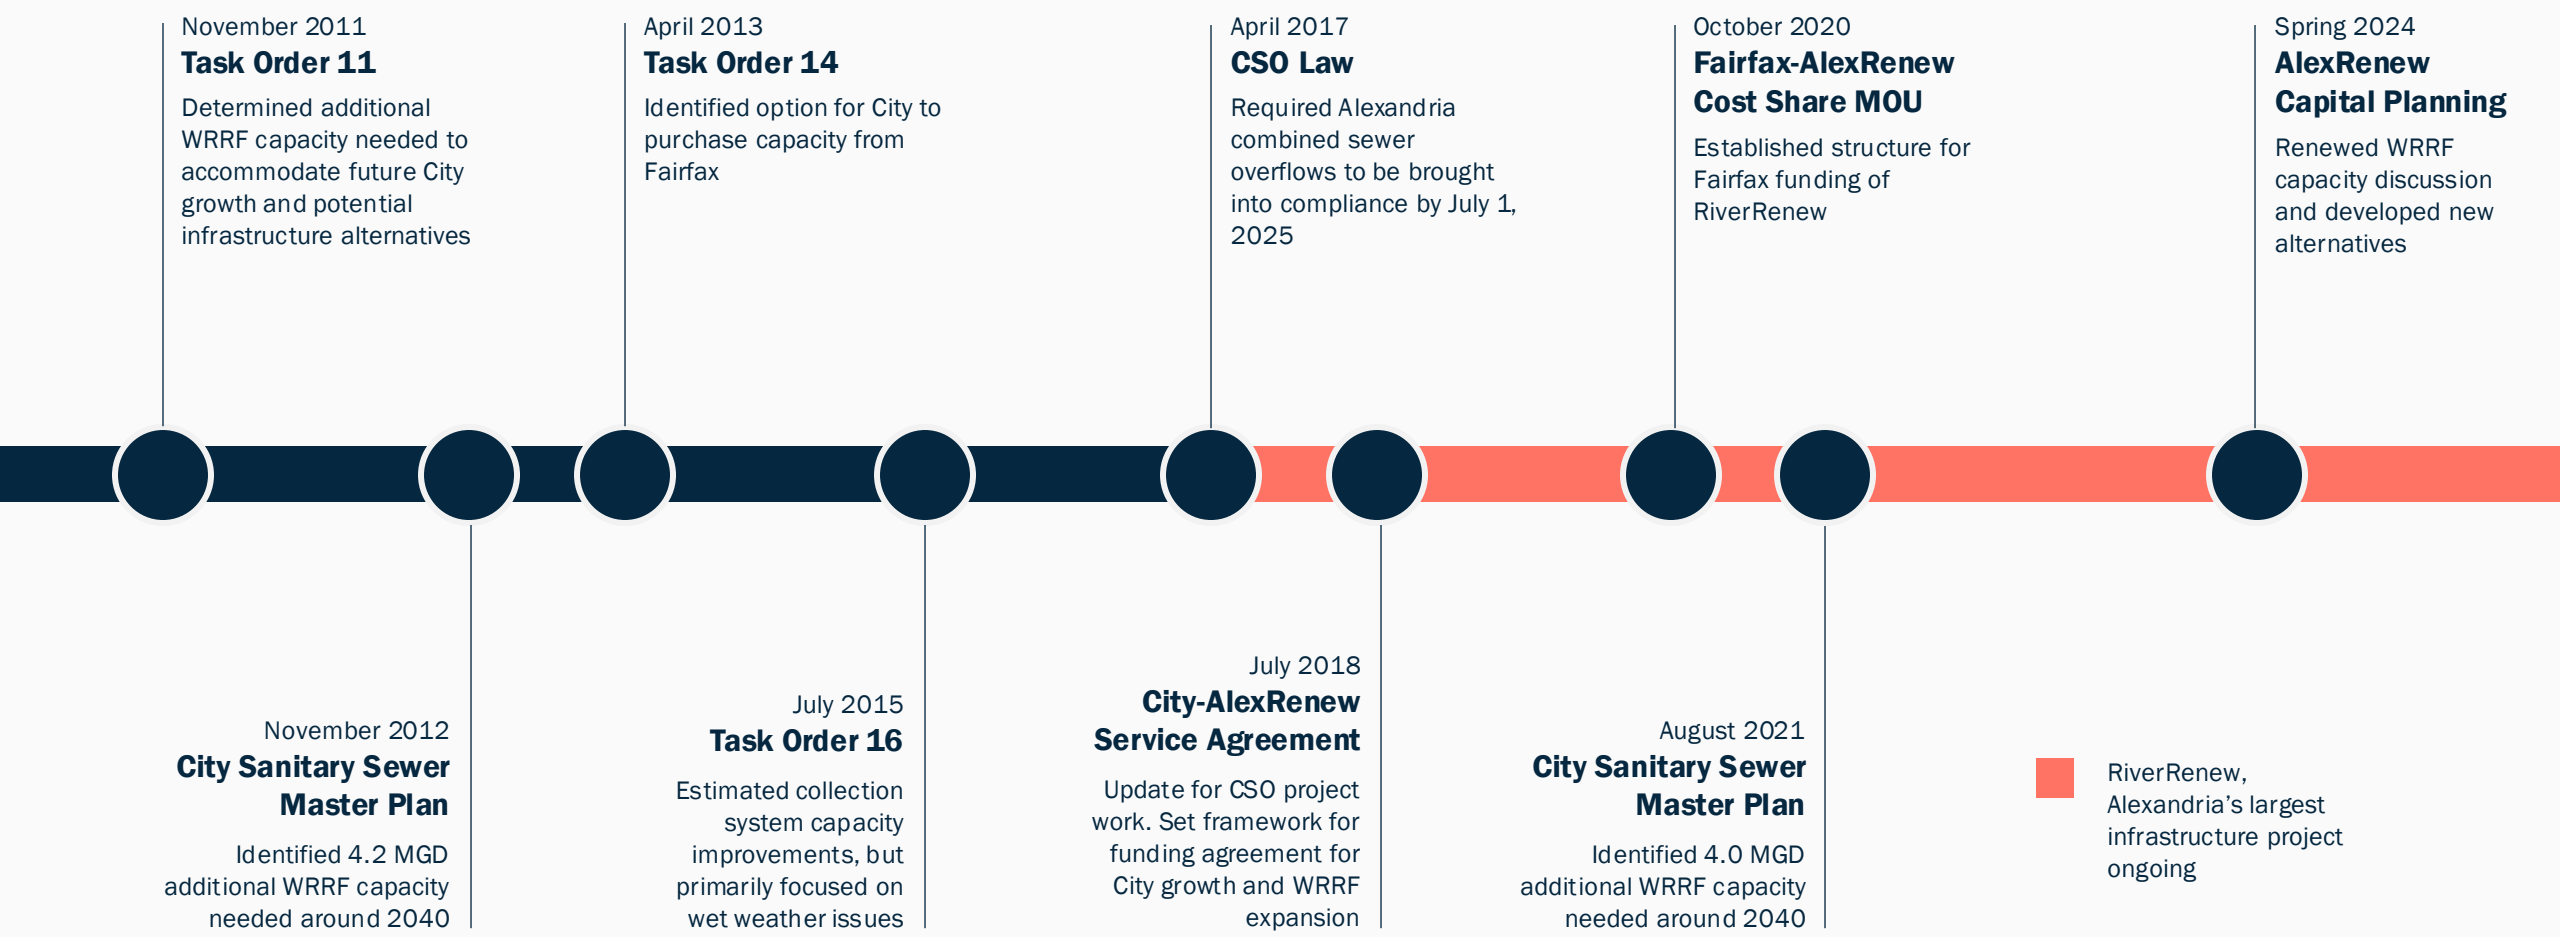 November 2011
Task Order 11
Determined additional
WRRF capacity needed to
accommodate future City
growth and potential
infrastructure alternatives
April 2013
Task Order 14
Identified option for City to
purchase capacity from
Fairfax
April 2017
CSO Law
Required Alexandria
combined sewer
overflows to be brought
into compliance by July 1,
2025
October 2020
Fairfax-AlexRenew
Cost Share MOU
Established structure for
Fairfax funding of
RiverRenew
Spring 2024
AlexRenew
Capital Planning
Renewed WRRF
capacity discussion
and developed new
alternatives
November 2012
City Sanitary Sewer
Master Plan
Identified 4.2 MGD
additional WRRF capacity
needed around 2040
July 2015
Task Order 16
Estimated collection
system capacity
improvements, but
primarily focused on
wet weather issues
July 2018
City-AlexRenew
Service Agreement
Update for CSO project
work. Set framework for
funding agreement for
City growth and WRRF
expansion
August 2021
City Sanitary Sewer
Master Plan
Identified 4.0 MGD
additional WRRF capacity
needed around 2040
RiverRenew,
Alexandria’s largest
infrastructure project
ongoing